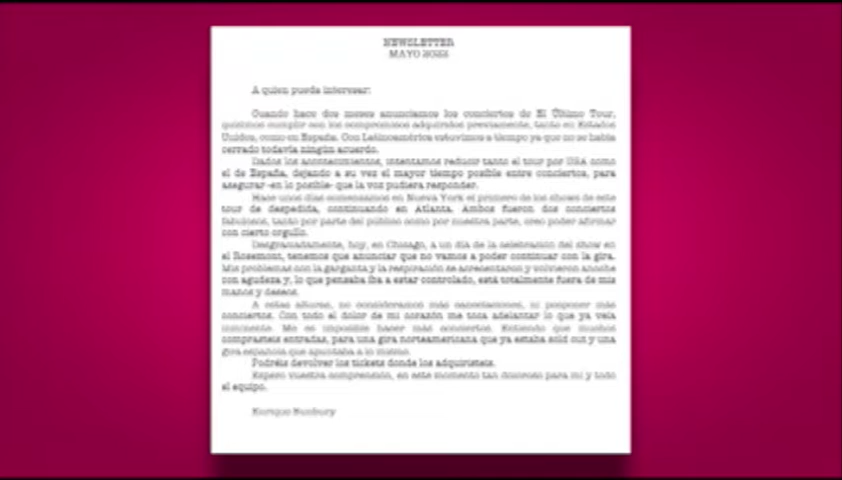 NEWSLETTER
MAYO 2022
A quien pueda interesar:
Cuando hace dos meses anunciamos los conciertos de El Último Tour,
quisimos cumplir con los compromisos adquiridos previamente, tanto en Estados
Unidos, como en España. Con Latinoamérica estuvimos a tiempo ya que no se había
cerrado todavía ningún acuerdo.
Dados los acontecimientos, intentamos reducir tanto el tour por USA como
el de España, dejando a su vez el mayor tiempo posible entre conciertos, para
asegurar -en lo posible- que la voz pudiera responder.
Hace unos días comenzamos en Nueva York el primero de los shows de este
tour de despedida, continuando en Atlanta. Ambos fueron dos conciertos
fabulosos, tanto por parte del público como por nuestra parte, creo poder afirmar
con cierto orgullo.
Desgraciadamente, hoy, en Chicago, a un día de la celebración del show en
el Rosemont, tenemos que anunciar que no vamos a poder continuar con la gira.
Mis problemas con la garganta y la respiración se acrecentaron y volvieron anoche
con agudeza y, lo que pensaba iba a estar controlado, está totalmente fuera de mis
manos y deseos.
A estas alturas, no consideramos más cancelaciones, ni posponer más
conciertos. Con todo el dolor de mi corazón me toca adelantar lo que ya veía
inminente. Me es imposible hacer más conciertos. Entiendo que muchos
comprasteis entradas, para una gira norteamericana que ya estaba sold out y una
gira española que apuntaba a lo mismo.
Podréis devolver los tickets donde los adquiristeis.
Espero vuestra comprensión, en este momento tan doloroso para mí y todo
el equipo.
Enrique Bunbury